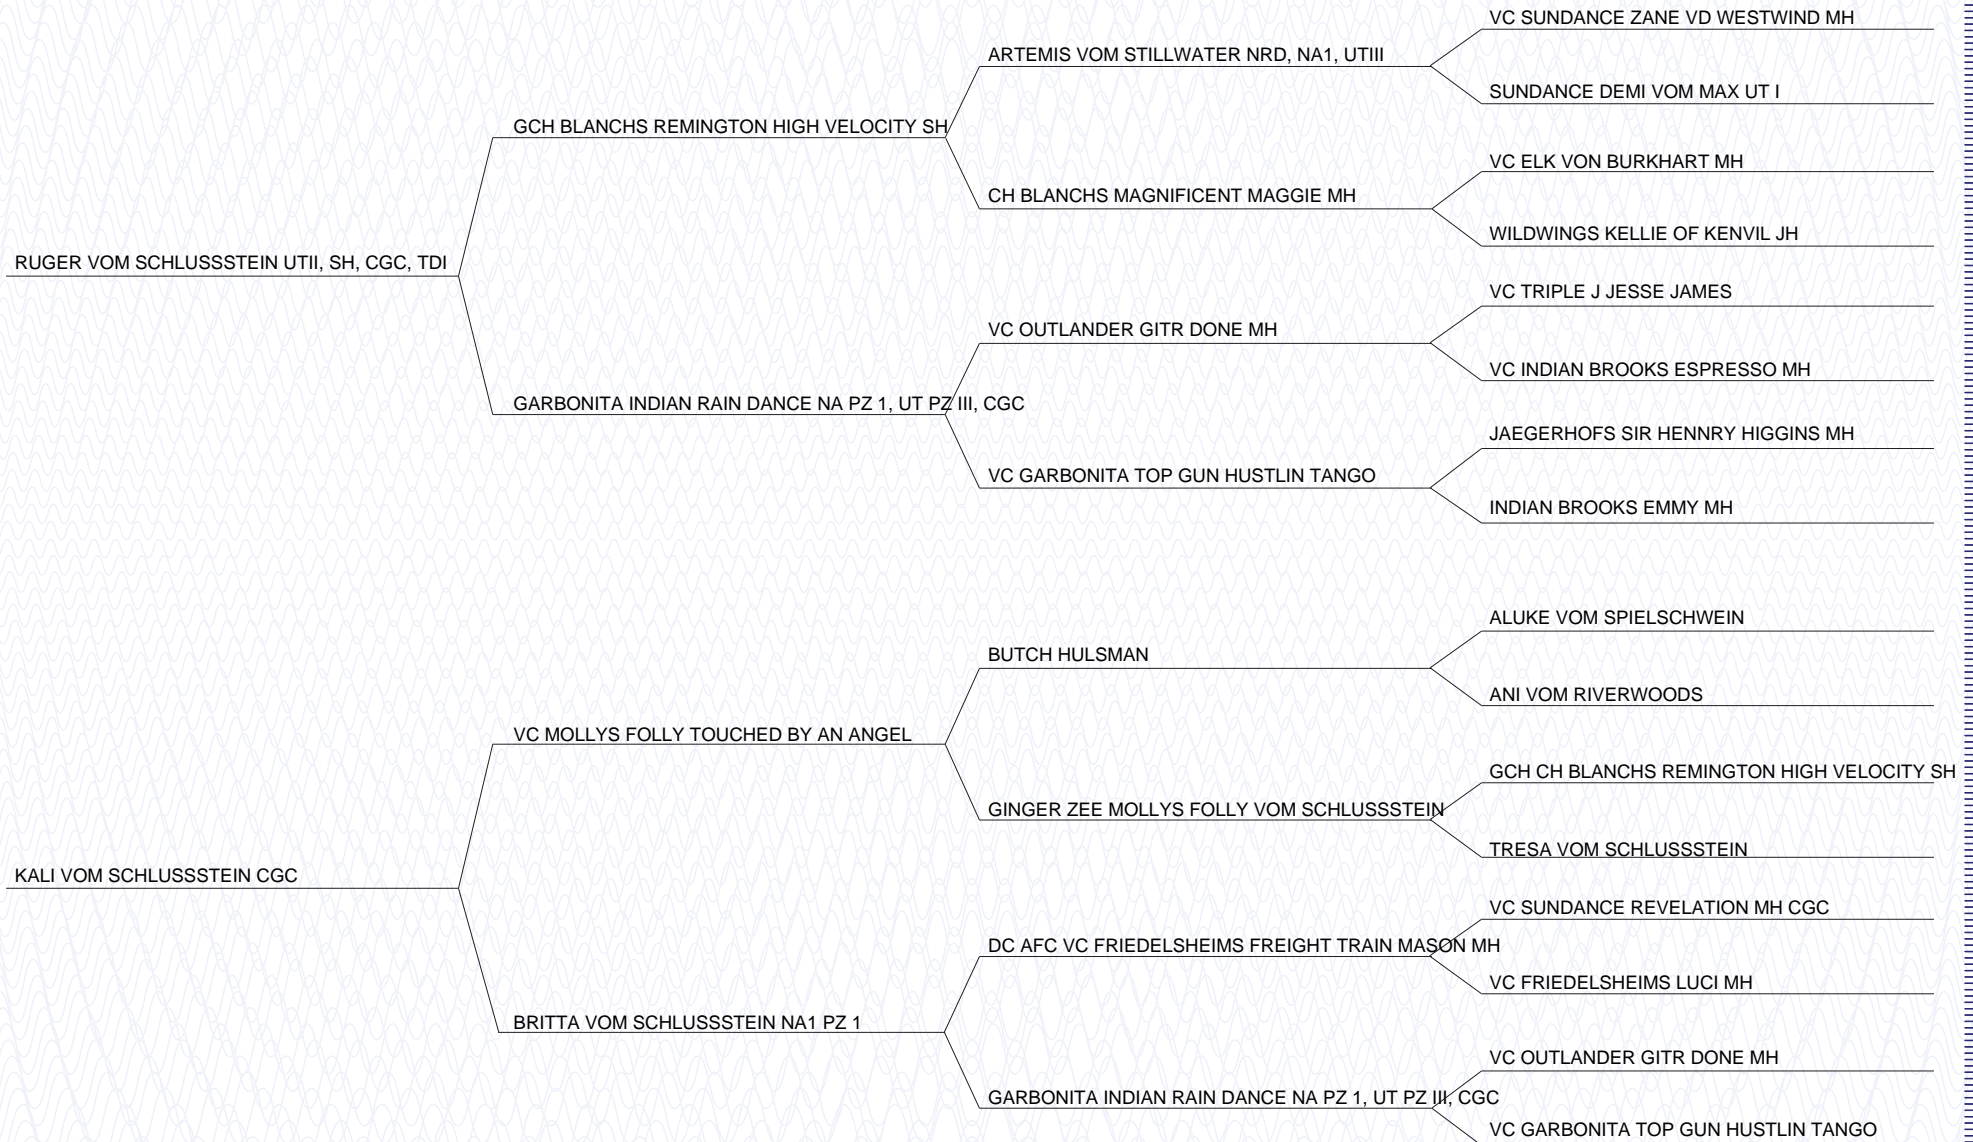 VC SUNDANCE ZANE VD WESTWIND MH
ARTEMIS VOM STILLWATER NRD, NA1, UTIII
SUNDANCE DEMI VOM MAX UT I
GCH BLANCHS REMINGTON HIGH VELOCITY SH
VC ELK VON BURKHART MH
CH BLANCHS MAGNIFICENT MAGGIE MH
WILDWINGS KELLIE OF KENVIL JH
RUGER VOM SCHLUSSSTEIN UTII, SH, CGC, TDI
VC TRIPLE J JESSE JAMES
VC OUTLANDER GITR DONE MH
VC INDIAN BROOKS ESPRESSO MH
GARBONITA INDIAN RAIN DANCE NA PZ 1, UT PZ III, CGC
JAEGERHOFS SIR HENNRY HIGGINS MH
VC GARBONITA TOP GUN HUSTLIN TANGO
INDIAN BROOKS EMMY MH
ALUKE VOM SPIELSCHWEIN
BUTCH HULSMAN
ANI VOM RIVERWOODS
VC MOLLYS FOLLY TOUCHED BY AN ANGEL
GCH CH BLANCHS REMINGTON HIGH VELOCITY SH
GINGER ZEE MOLLYS FOLLY VOM SCHLUSSSTEIN
TRESA VOM SCHLUSSSTEIN
KALI VOM SCHLUSSSTEIN CGC
VC SUNDANCE REVELATION MH CGC
DC AFC VC FRIEDELSHEIMS FREIGHT TRAIN MASON MH
VC FRIEDELSHEIMS LUCI MH
BRITTA VOM SCHLUSSSTEIN NA1 PZ 1
VC OUTLANDER GITR DONE MH
GARBONITA INDIAN RAIN DANCE NA PZ 1, UT PZ III, CGC
VC GARBONITA TOP GUN HUSTLIN TANGO